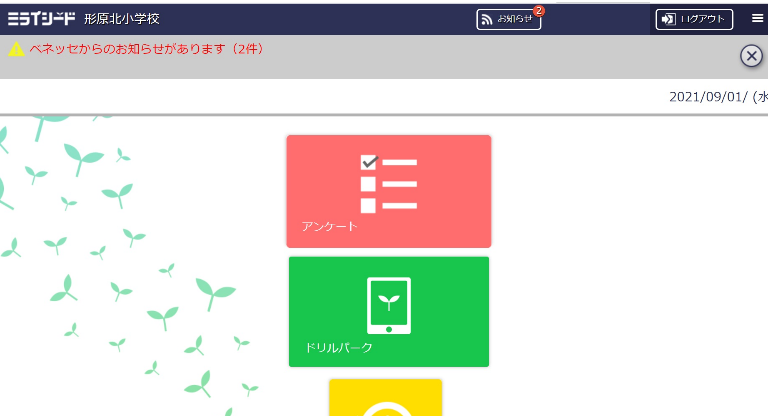 ミライシード 形原北小学校 お知らせ 2 ログアウト
ベネッセからのお知らせがあります（2件）
2021/09/01/ (水
アンケート
ドリルパーク